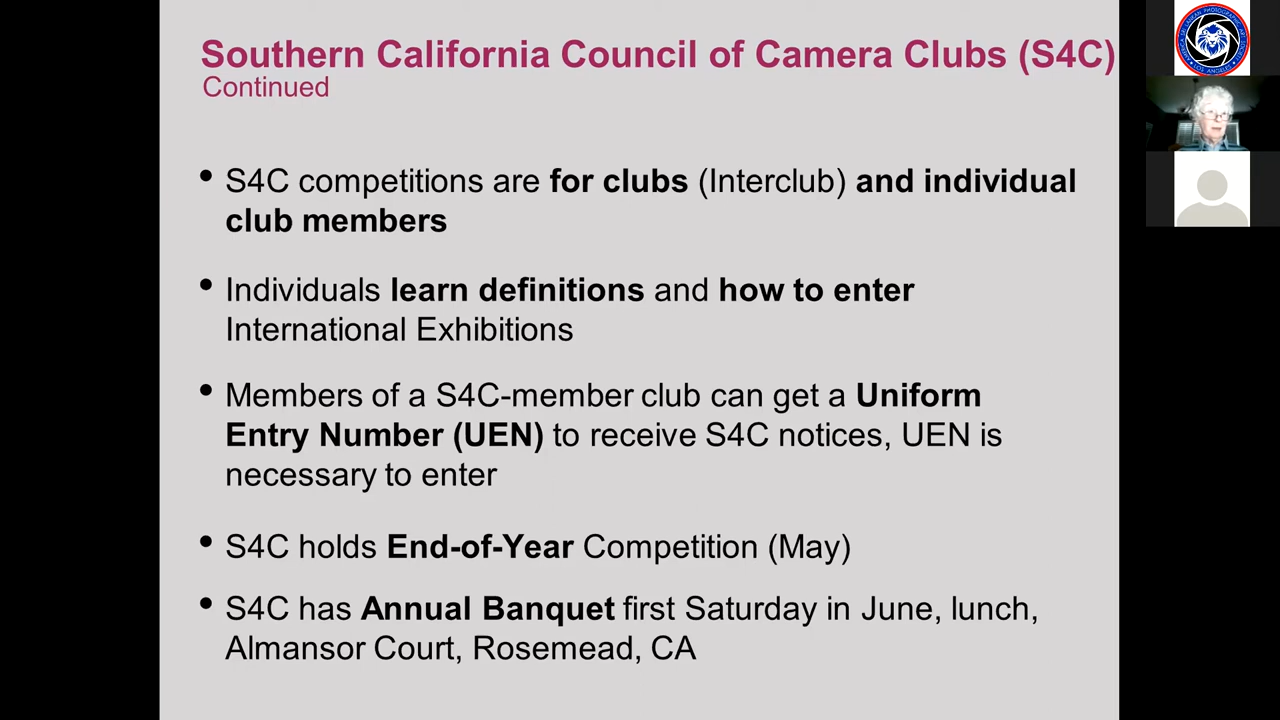 Southern California Council of Camera Clubs (S4C)
Continued
• S4C competitions are for clubs (Interclub) and individual
club members
• Individuals learn definitions and how to enter
International Exhibitions
• Members of a S4C-member club can get a Uniform
Entry Number (UEN) to receive S4C notices, UEN is
necessary to enter
• S4C holds End-of-Year Competition (May)
• S4C has Annual Banquet first Saturday in June, lunch,
Almansor Court, Rosemead, CA
LOS ANGELES